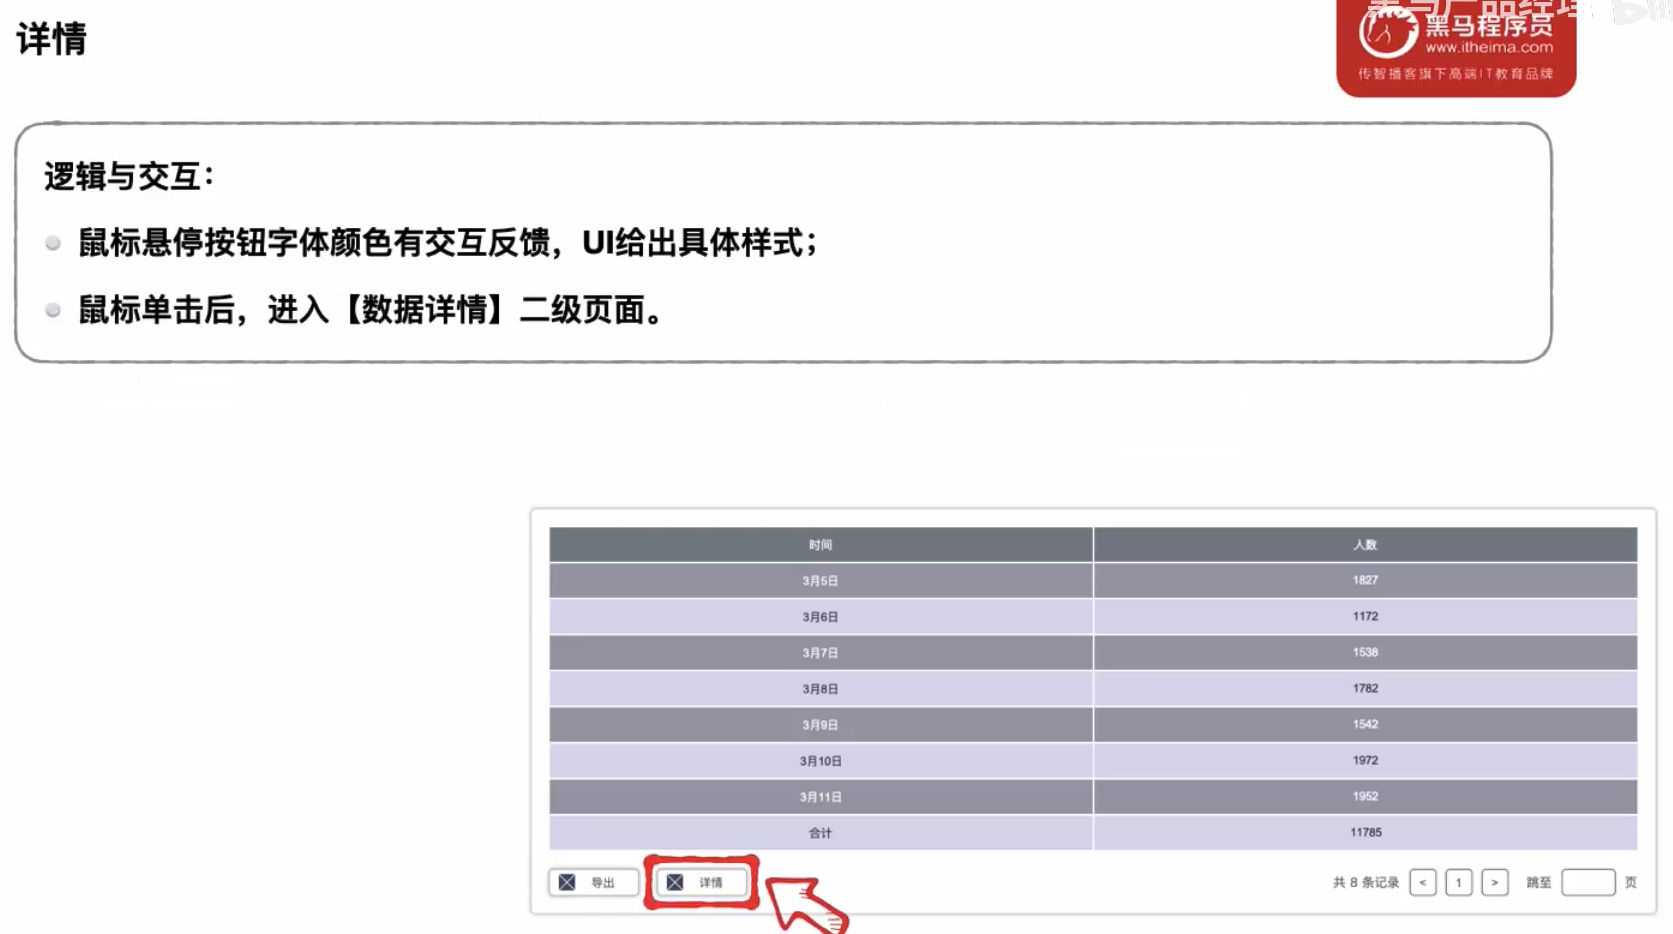 详情
黑马程序员
www.itheima.com
传智播客旗下高端IT教育品牌
逻辑与交互：
鼠标悬停按钮字体颜色有交互反馈，UI给出具体样式；
鼠标单击后，进入【数据详情】二级页面。
时间 人数
3月5日 1827
3月6日 1172
3月7日 1538
3月8日 1782
3月9日 1542
3月10日 1972
3月11日 1952
合计 11785
导出 详情 共 8 条记录 < 1 > 跳至 页